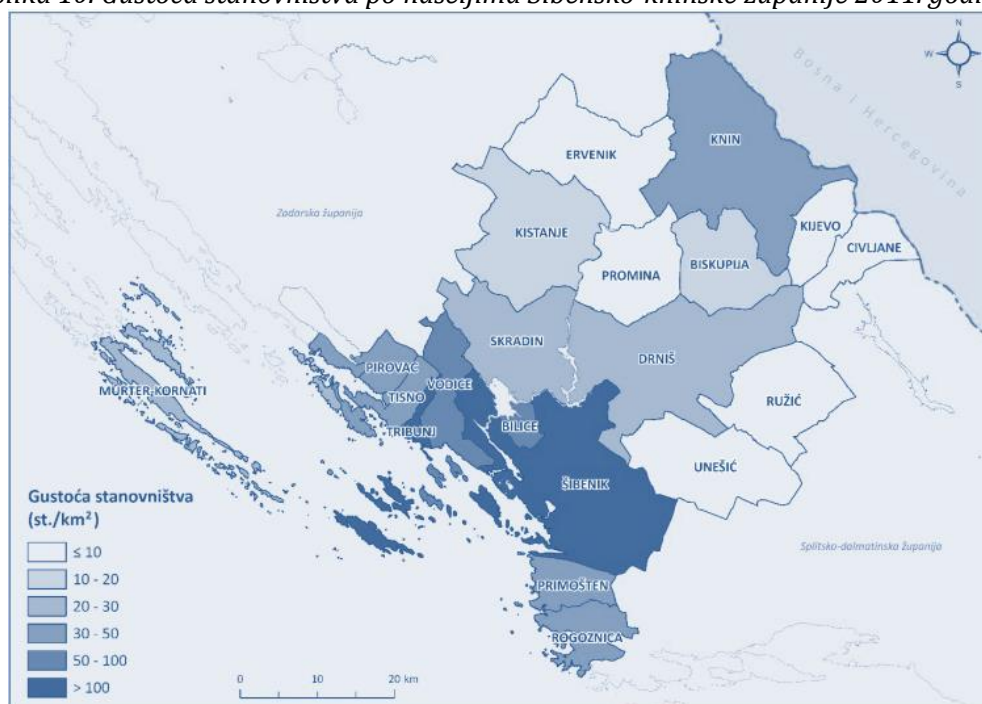 Gustoća stanovništva po naseljima Šibensko-kninske županije 2011.
Bosna i Hercegovina
N
W
S
KNIN
ERVENIK
Zadarska županija
KISTANJE
KIJEVO
CIVLJANE
PROMINA
BISKUPIJA
SKRADIN
DRNIŠ
PIROVAC
MURTER-KORNATI
VODICE
TISNO
RUŽIĆ
TRIBUNJ
BILICE
UNEŠIĆ
ŠIBENIK
Gustoća stanovništva
(st./km²)
≤ 10
10 - 20
20 - 30
30 - 50
50 - 100
> 100
Splitsko-dalmatinska županija
PRIMOŠTEN
ROGOZNICA
0 10 20 km